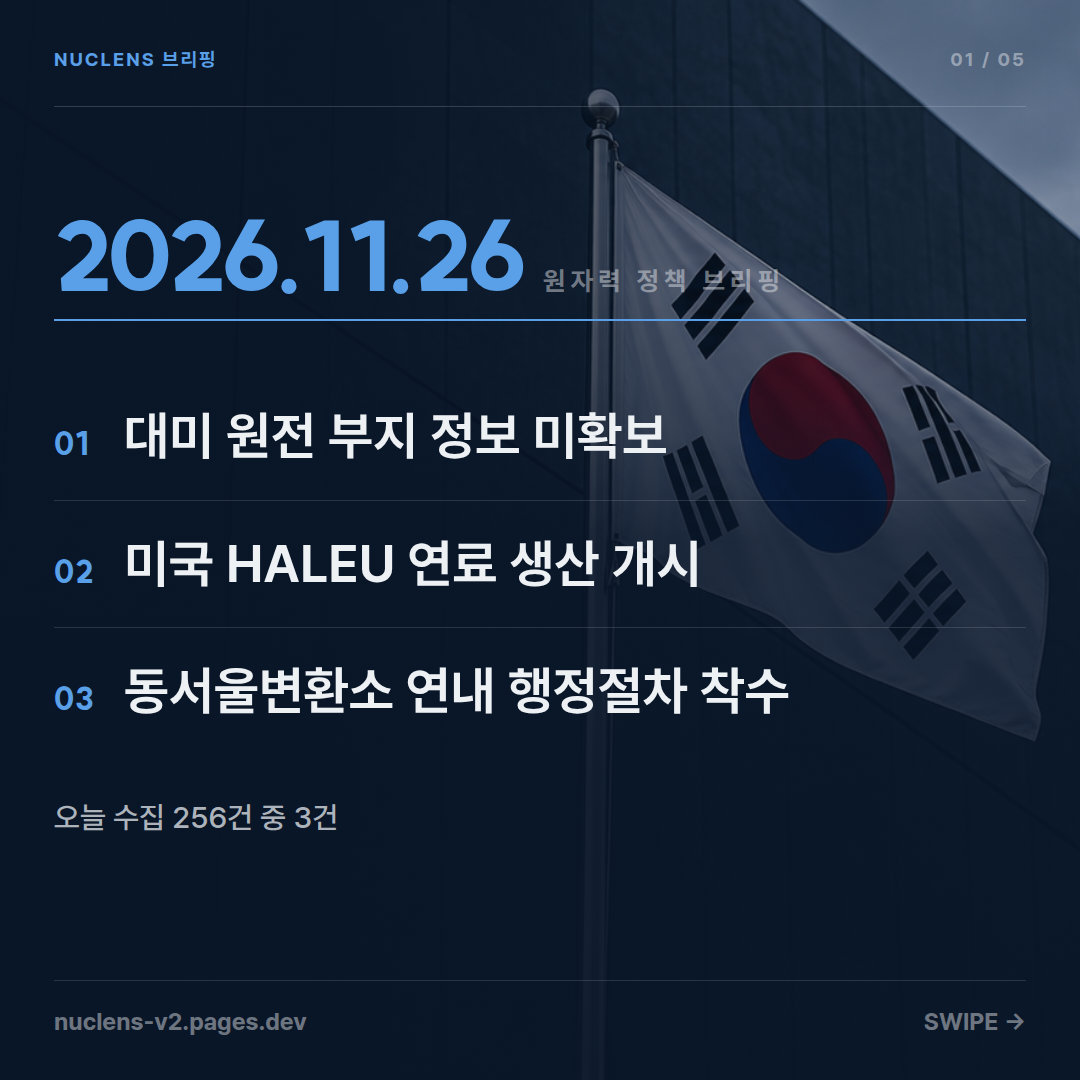 NUCLENS 브리핑
01 / 05
2026.11.26 원자력 정책 브리핑
01 대미 원전 부지 정보 미확보
02 미국 HALEU 연료 생산 개시
03 동서울변환소 연내 행정절차 착수
오늘 수집 256건 중 3건
nuclens-v2.pages.dev
SWIPE →